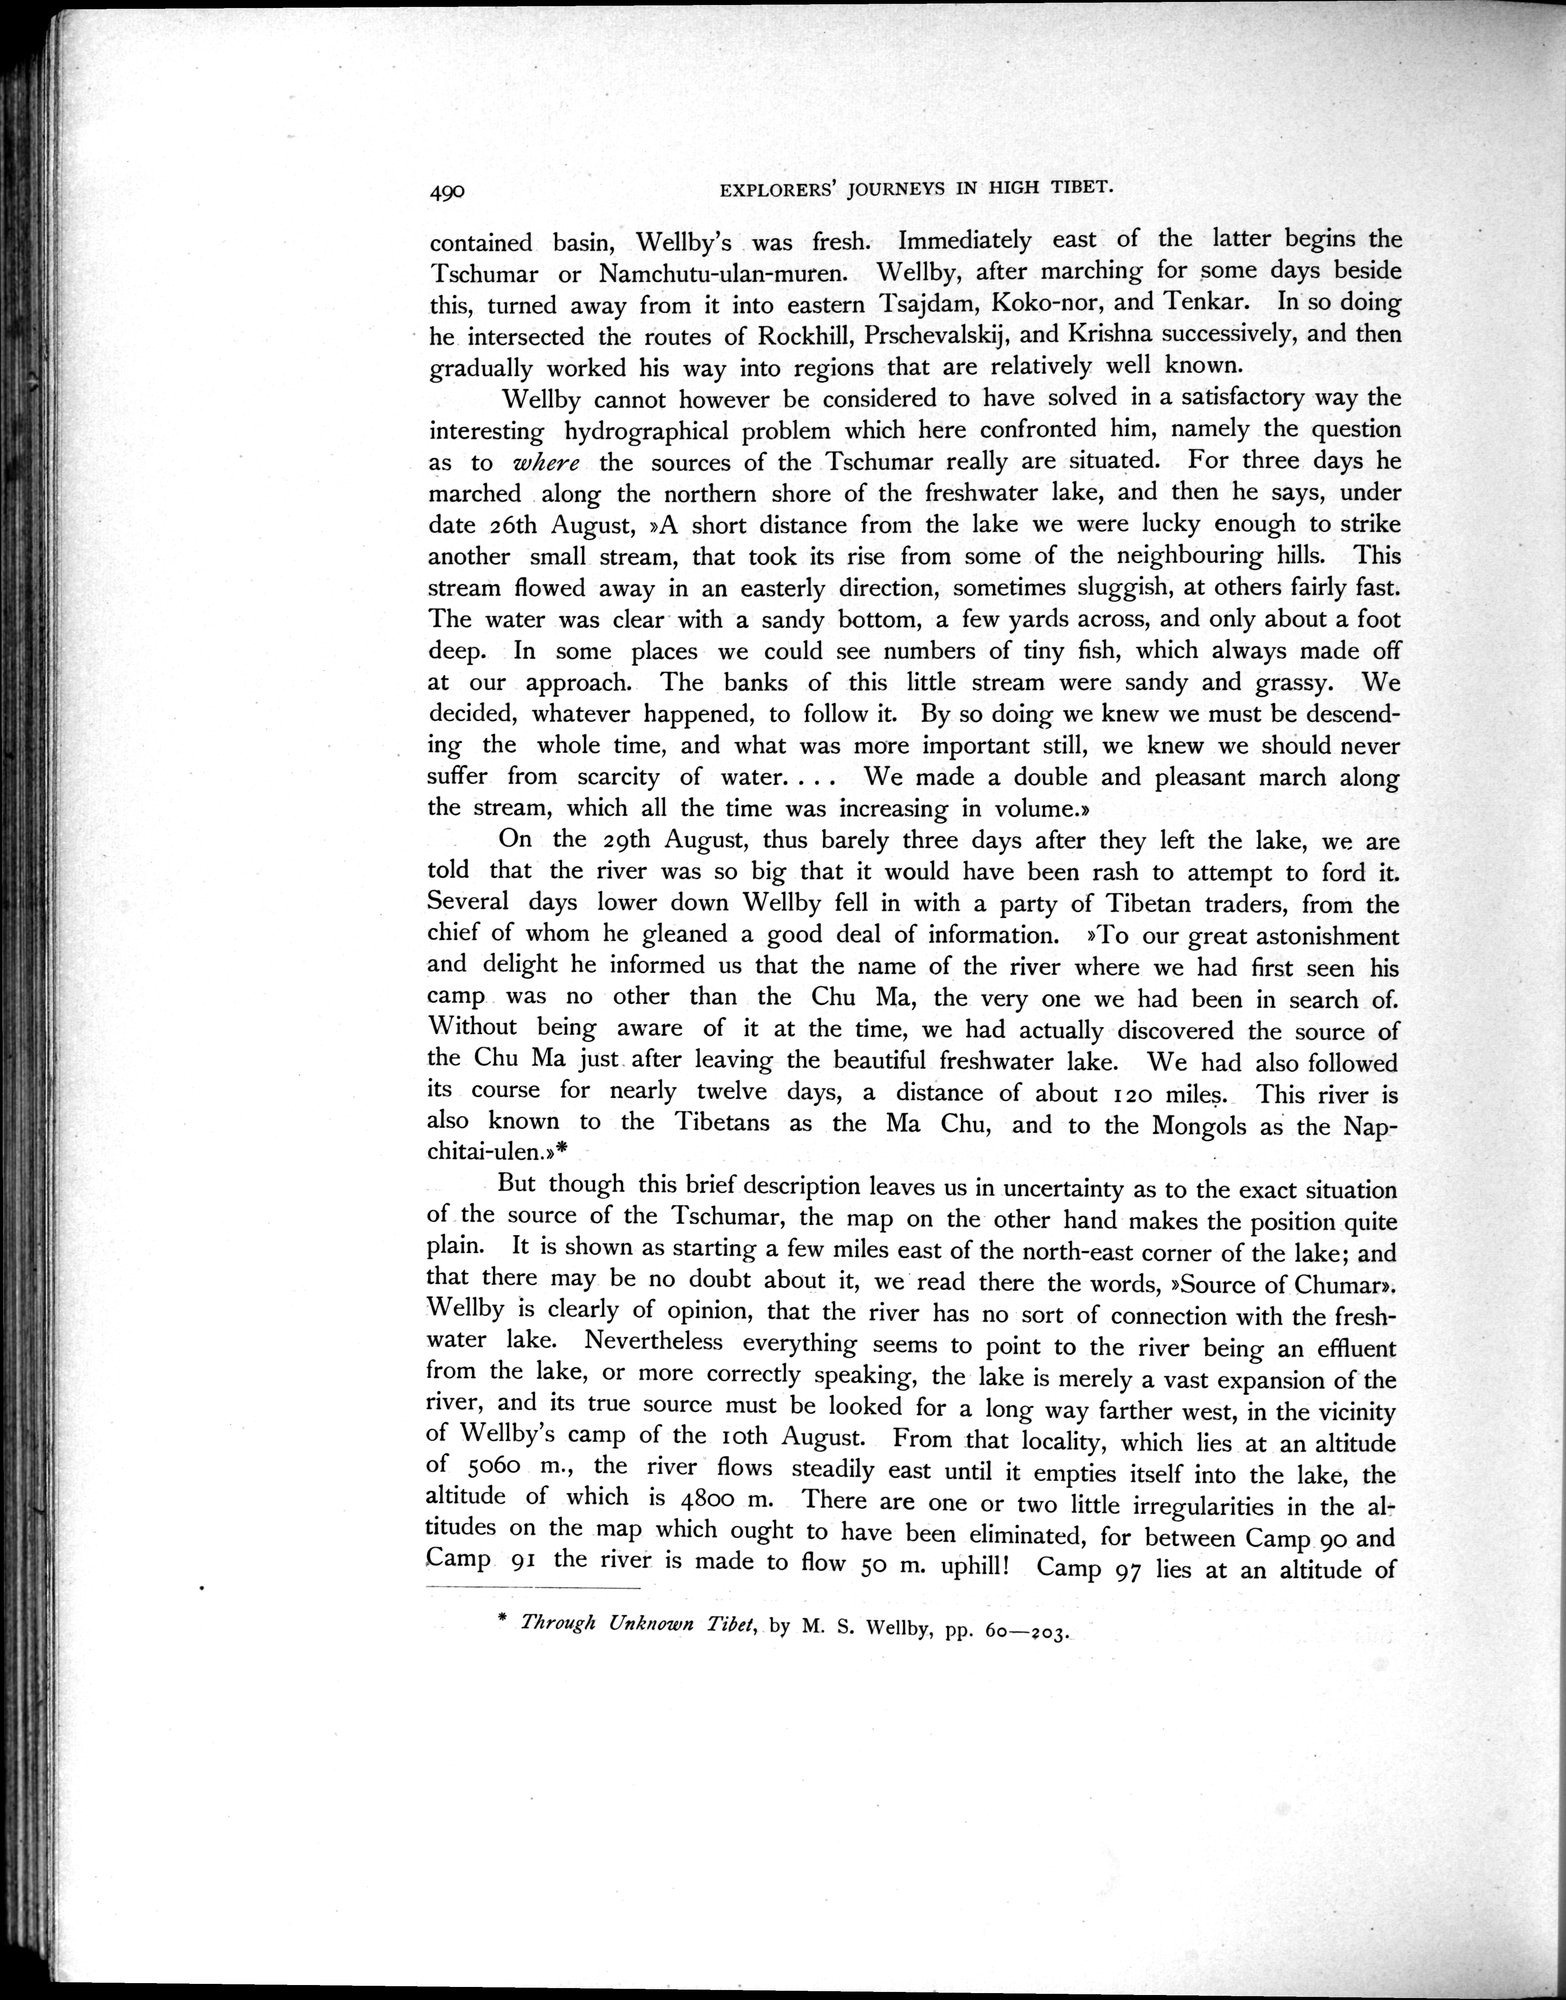 490
EXPLORERS' JOURNEYS IN HIGH TIBET.
contained basin, Wellby's was fresh. Immediately east of the latter begins the
Tschumar or Namchutu-ulan-muren. Wellby, after marching for some days beside
this, turned away from it into eastern Tsajdam, Koko-nor, and Tenkar. In so doing
he intersected the routes of Rockhill, Prschevalskij, and Krishna successively, and then
gradually worked his way into regions that are relatively well known.
Wellby cannot however be considered to have solved in a satisfactory way the
interesting hydrographical problem which here confronted him, namely the question
as to where the sources of the Tschumar really are situated. For three days he
marched along the northern shore of the freshwater lake, and then he says, under
date 26th August, »A short distance from the lake we were lucky enough to strike
another small stream, that took its rise from some of the neighbouring hills. This
stream flowed away in an easterly direction, sometimes sluggish, at others fairly fast.
The water was clear with a sandy bottom, a few yards across, and only about a foot
deep. In some places we could see numbers of tiny fish, which always made off
at our approach. The banks of this little stream were sandy and grassy. We
decided, whatever happened, to follow it. By so doing we knew we must be descend-
ing the whole time, and what was more important still, we knew we should never
suffer from scarcity of water. . . . We made a double and pleasant march along
the stream, which all the time was increasing in volume.»
On the 29th August, thus barely three days after they left the lake, we are
told that the river was so big that it would have been rash to attempt to ford it.
Several days lower down Wellby fell in with a party of Tibetan traders, from the
chief of whom he gleaned a good deal of information. »To our great astonishment
and delight he informed us that the name of the river where we had first seen his
camp was no other than the Chu Ma, the very one we had been in search of.
Without being aware of it at the time, we had actually discovered the source of
the Chu Ma just after leaving the beautiful freshwater lake. We had also followed
its course for nearly twelve days, a distance of about 120 miles. This river is
also known to the Tibetans as the Ma Chu, and to the Mongols as the Nap-
chitai-ulen.»*
But though this brief description leaves us in uncertainty as to the exact situation
of the source of the Tschumar, the map on the other hand makes the position quite
plain. It is shown as starting a few miles east of the north-east corner of the lake; and
that there may be no doubt about it, we read there the words, »Source of Chumar».
Wellby is clearly of opinion, that the river has no sort of connection with the fresh-
water lake. Nevertheless everything seems to point to the river being an effluent
from the lake, or more correctly speaking, the lake is merely a vast expansion of the
river, and its true source must be looked for a long way farther west, in the vicinity
of Wellby's camp of the 10th August. From that locality, which lies at an altitude
of 5060 m., the river flows steadily east until it empties itself into the lake, the
altitude of which is 4800 m. There are one or two little irregularities in the al-
titudes on the map which ought to have been eliminated, for between Camp 90 and
Camp 91 the river is made to flow 50 m. uphill! Camp 97 lies at an altitude of
* Through Unknown Tibet, by M. S. Wellby, pp. 60—203.